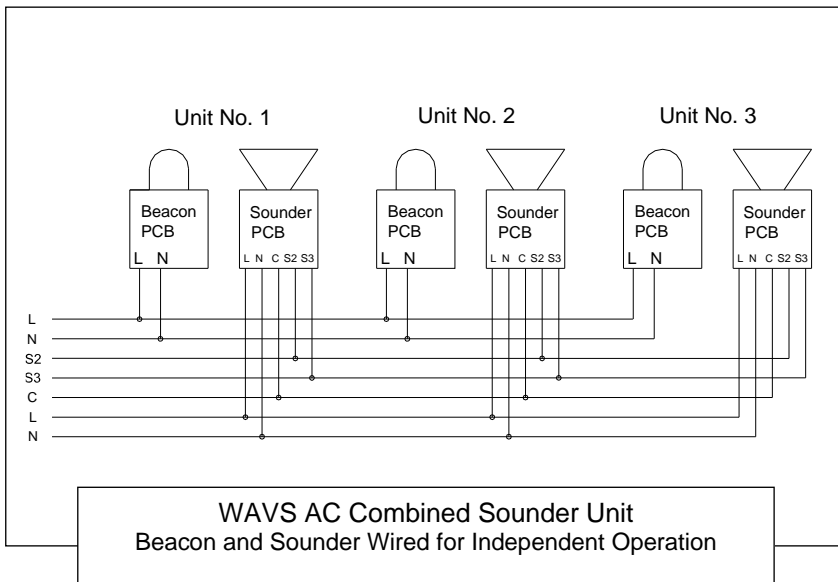 Unit No. 1
Unit No. 2
Unit No. 3
Beacon
PCB
L N
Sounder
PCB
L N C S2 S3
Beacon
PCB
L N
Sounder
PCB
L N C S2 S3
Beacon
PCB
L N
Sounder
PCB
L N C S2 S3
L
N
S2
S3
C
L
N
WAVS AC Combined Sounder Unit
Beacon and Sounder Wired for Independent Operation